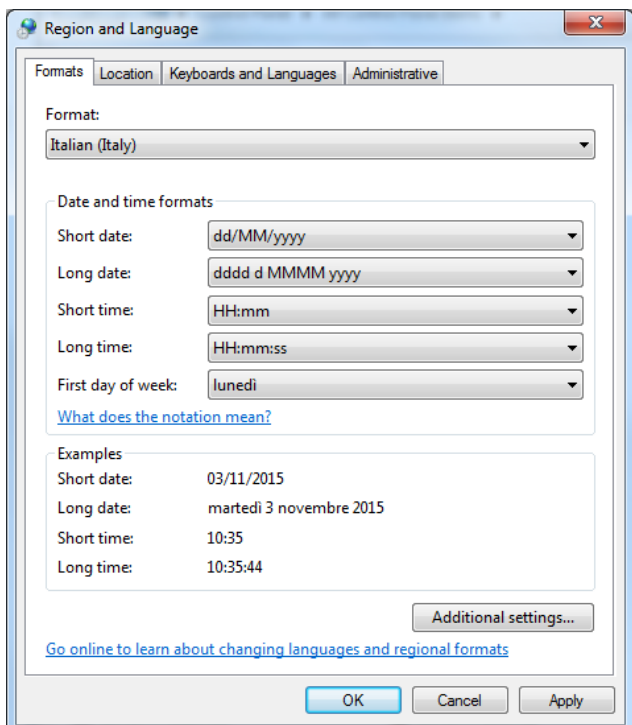 Region and Language
Formats Location Keyboards and Languages Administrative
Format:
Italian (Italy)
Date and time formats
Short date: dd/MM/yyyy
Long date: dddd d MMMM yyyy
Short time: HH:mm
Long time: HH:mm:ss
First day of week: lunedì
What does the notation mean?
Examples
Short date: 03/11/2015
Long date: martedì 3 novembre 2015
Short time: 10:35
Long time: 10:35:44
Additional settings...
Go online to learn about changing languages and regional formats
OK Cancel Apply